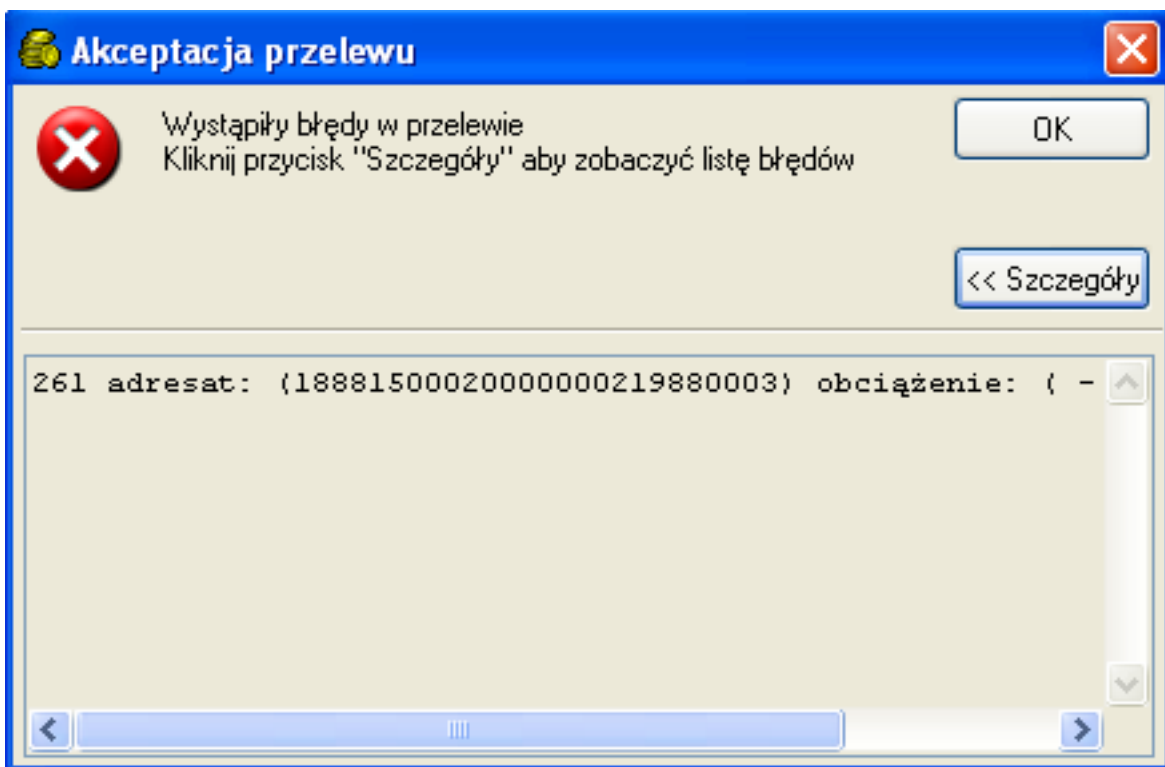 Akceptacja przelewu
Wystąpiły błędy w przelewie
Kliknij przycisk "Szczegóły" aby zobaczyć listę błędów
OK
<< Szczegóły
261 adresat: (18881500020000000219880003) obciążenie: ( -